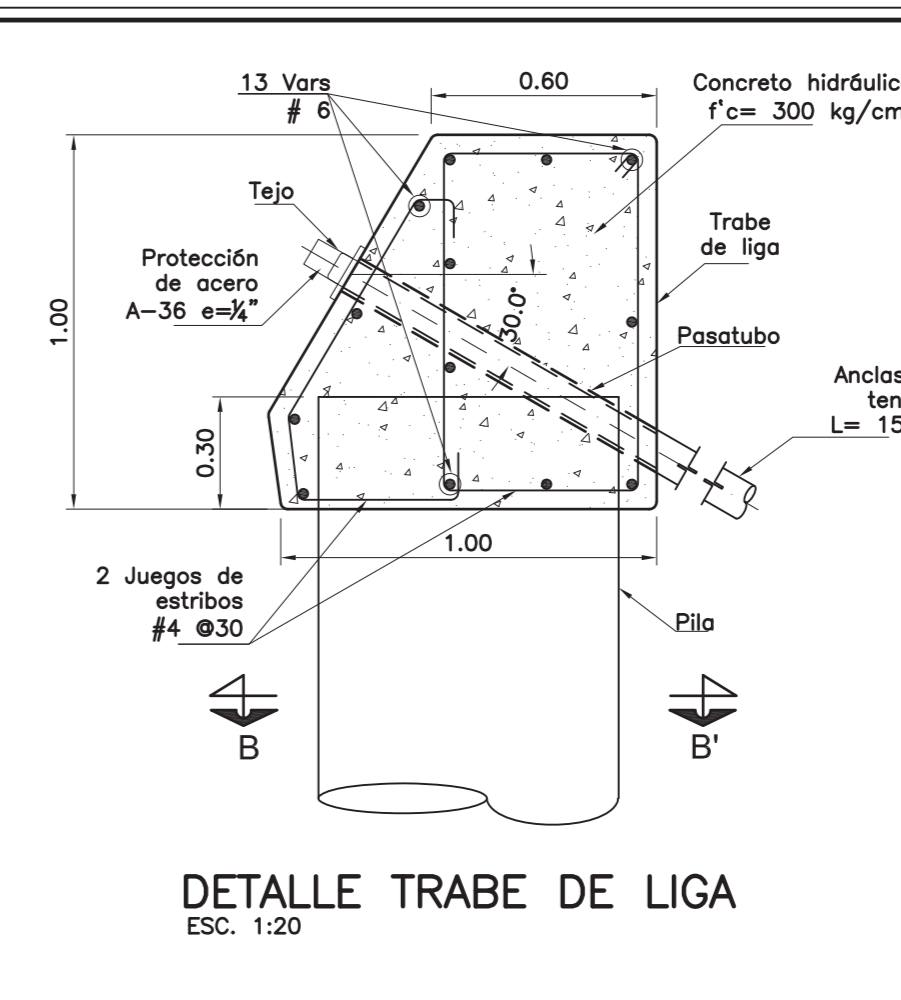 13 Vars
# 6
0.60
Concreto hidráulic
f'c= 300 kg/cm
Tejo
Protección
de acero
A-36 e=¼"
Trabe
de liga
1.00
30.0°
Pasatubo
Anclas
ten
L= 15
0.30
1.00
2 Juegos de
estribos
#4 @30
Pila
B
B'
DETALLE TRABE DE LIGA
ESC. 1:20